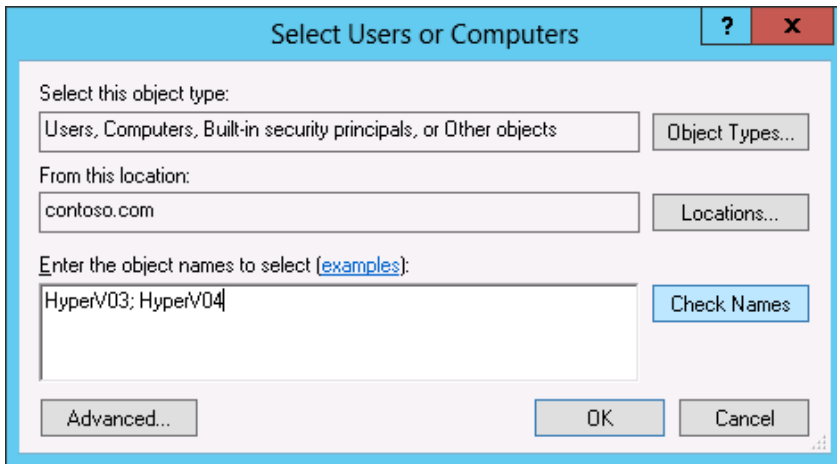 Select Users or Computers
?
x
Select this object type:
Users, Computers, Built-in security principals, or Other objects
Object Types...
From this location:
contoso.com
Locations...
Enter the object names to select (examples):
HyperV03; HyperV04
Check Names
Advanced...
OK
Cancel